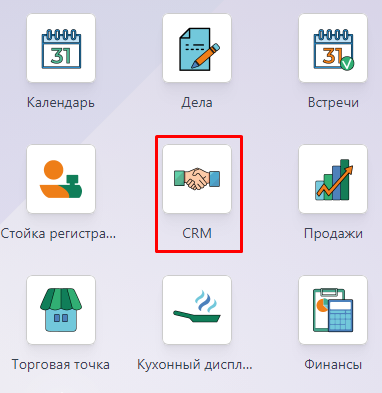 31
31
Календарь
Дела
Встречи
Стойка регистра...
CRM
Продажи
Торговая точка
Кухонный диспл...
Финансы